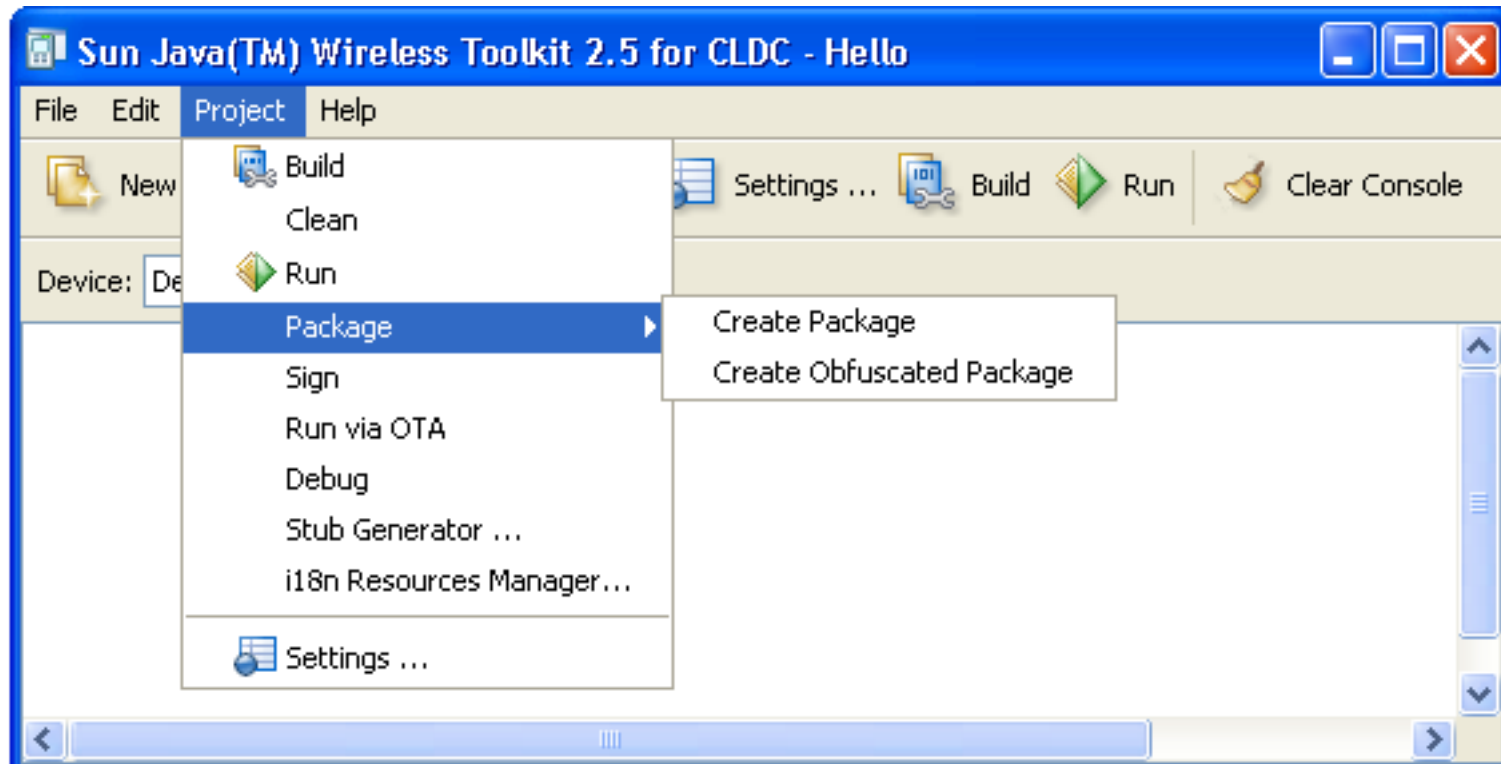 Sun Java(TM) Wireless Toolkit 2.5 for CLDC - Hello
File Edit Project Help
New Settings ... Build Run Clear Console
Device: De
Build
Clean
Run
Package
Create Package
Create Obfuscated Package
Sign
Run via OTA
Debug
Stub Generator ...
i18n Resources Manager...
Settings ...